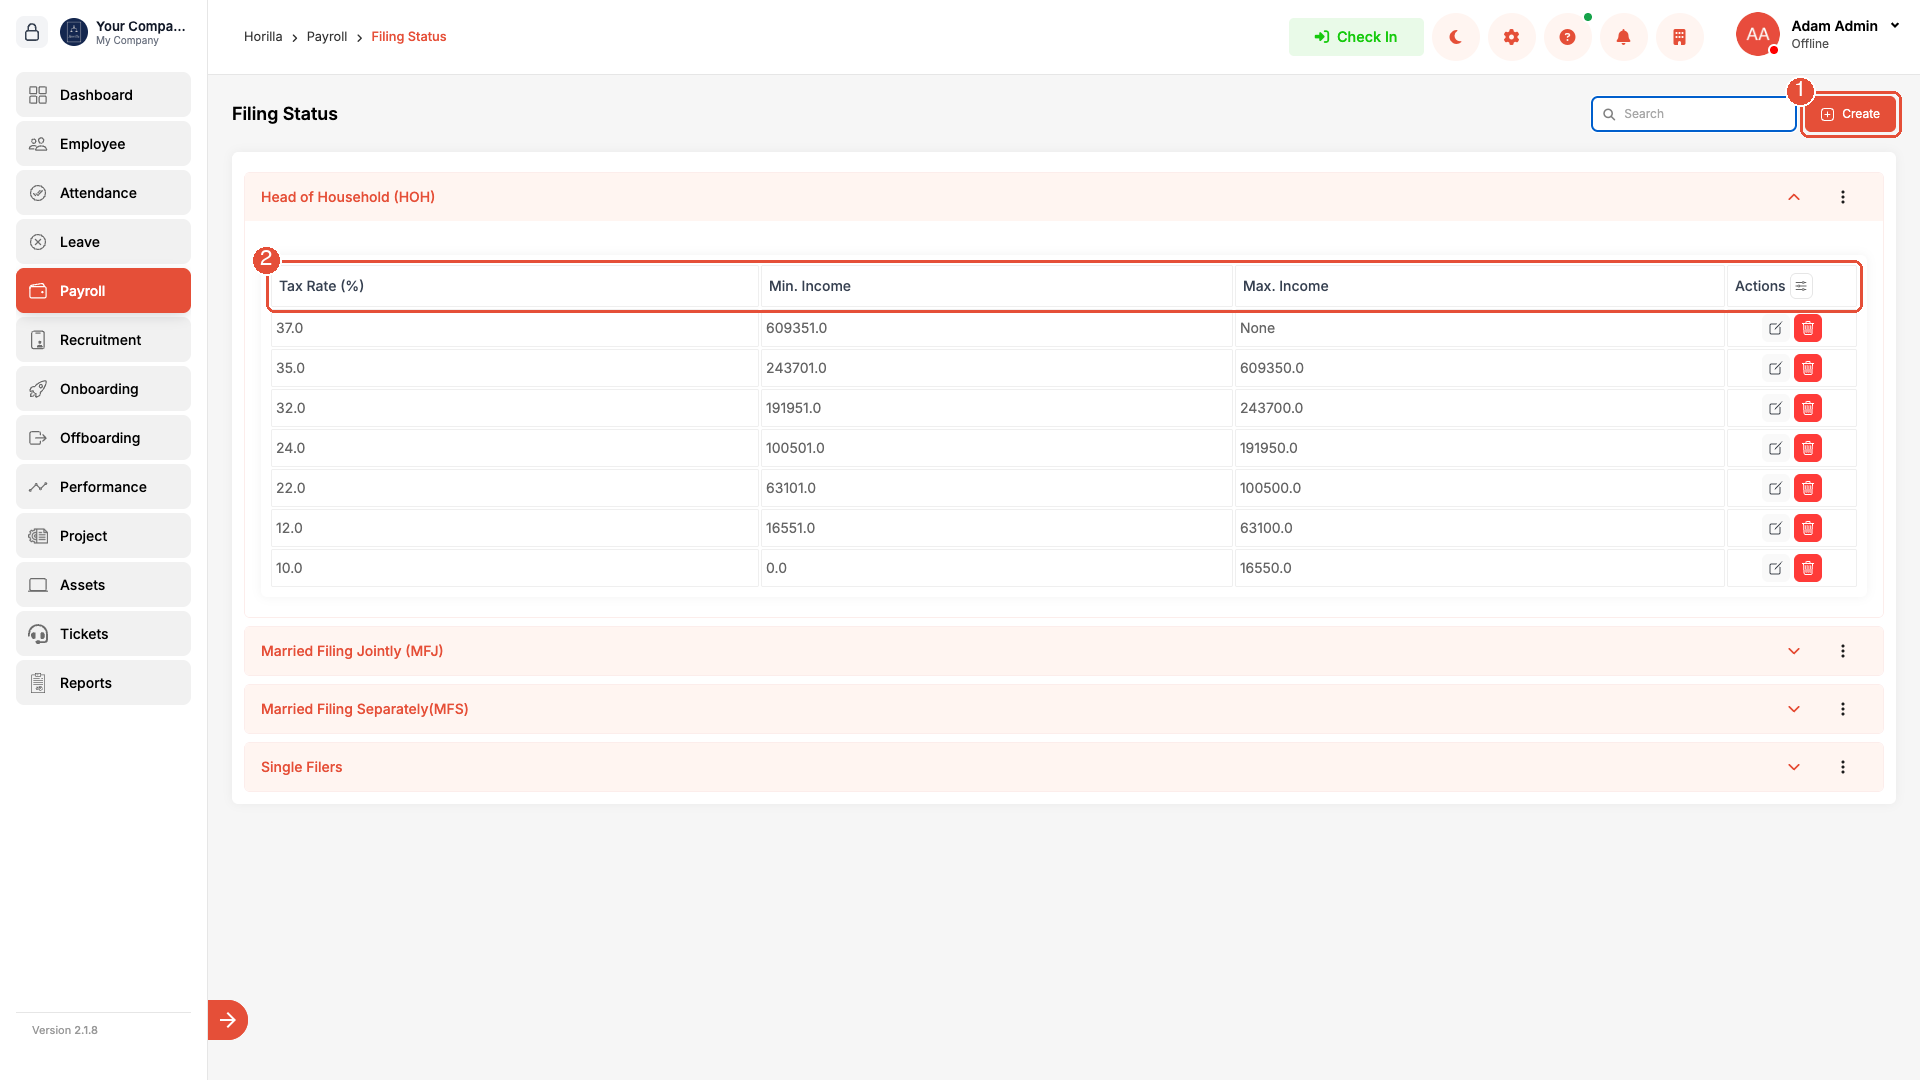 Your Compa...
My Company
Dashboard
Employee
Attendance
Leave
Payroll
Recruitment
Onboarding
Offboarding
Performance
Project
Assets
Tickets
Reports
Version 2.1.8
Horilla > Payroll > Filing Status
Check In
AA
Adam Admin
Offline
Filing Status
Search
1
Create
Head of Household (HOH)
2
Tax Rate (%) Min. Income Max. Income Actions
37.0 609351.0 None
35.0 243701.0 609350.0
32.0 191951.0 243700.0
24.0 100501.0 191950.0
22.0 63101.0 100500.0
12.0 16551.0 63100.0
10.0 0.0 16550.0
Married Filing Jointly (MFJ)
Married Filing Separately(MFS)
Single Filers